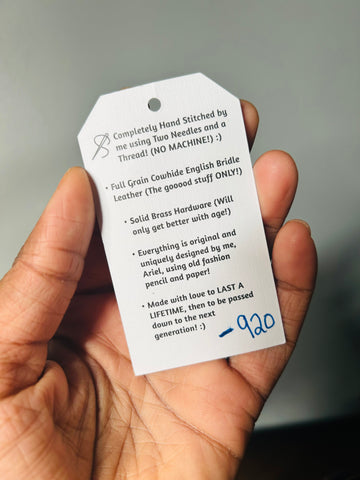 Completely Hand Stitched by
me using Two Needles and a
Thread! (NO MACHINE!) :)
• Full Grain Cowhide English Bridle
Leather (The gooood stuff ONLY!)
• Solid Brass Hardware (Will
only get better with age!)
• Everything is original and
uniquely designed by me,
Ariel, using old fashion
pencil and paper!
• Made with love to LAST A
LIFETIME, then to be passed
down to the next
generation! :)
-920